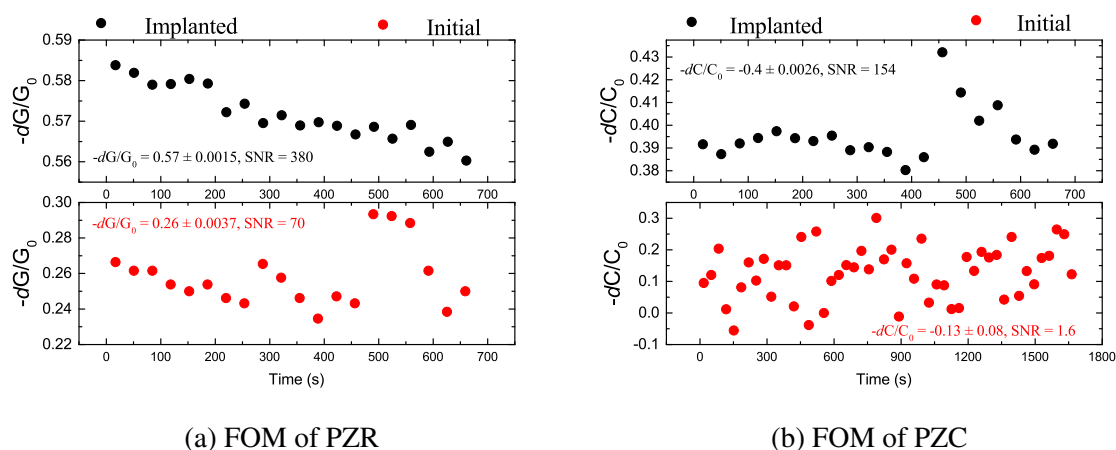 Implanted
Initial
0.59
0.58
0.57
0.56
-dG/G0
-dG/G0 = 0.57 ± 0.0015, SNR = 380
0 100 200 300 400 500 600 700
0.30
0.28
0.26
0.24
0.22
-dG/G0
-dG/G0 = 0.26 ± 0.0037, SNR = 70
0 100 200 300 400 500 600 700
Time (s)
(a) FOM of PZR
Implanted
Initial
0.43
0.42
0.41
0.40
0.39
0.38
-dC/C0
-dC/C0 = -0.4 ± 0.0026, SNR = 154
0 100 200 300 400 500 600 700
0.3
0.2
0.1
0.0
-0.1
-dC/C0
-dC/C0 = -0.13 ± 0.08, SNR = 1.6
0 300 600 900 1200 1500 1800
Time (s)
(b) FOM of PZC